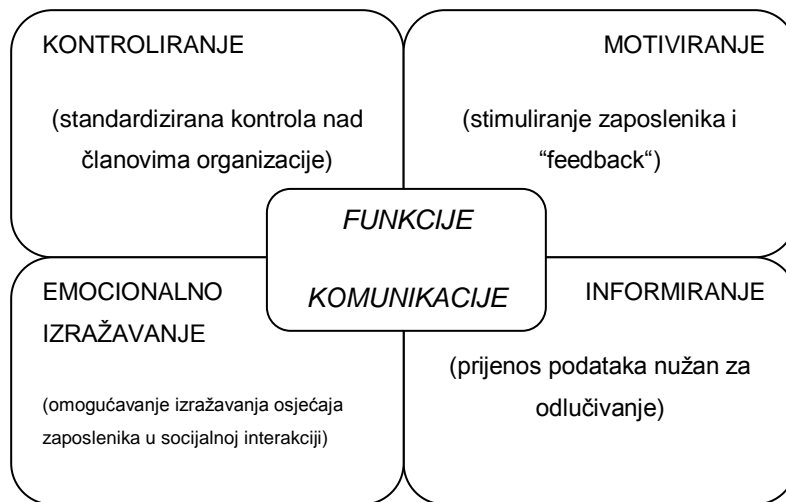 KONTROLIRANJE
(standardizirana kontrola nad
članovima organizacije)
MOTIVIRANJE
(stimuliranje zaposlenika i
“feedback“)
FUNKCIJE
KOMUNIKACIJE
EMOCIONALNO
IZRAŽAVANJE
(omogućavanje izražavanja osjećaja
zaposlenika u socijalnoj interakciji)
INFORMIRANJE
(prijenos podataka nužan za
odlučivanje)